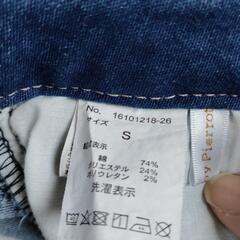 No. 16101218-26
サイズ
S
表示
綿 74%
ポリエステル 24%
ポリウレタン 2%
洗濯表示
y Pierrot